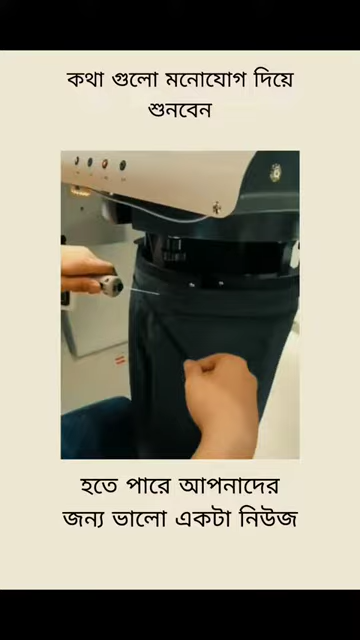 কথা গুলো মনোযোগ দিয়ে
শুনবেন
হতে পারে আপনাদের
জন্য ভালো একটা নিউজ